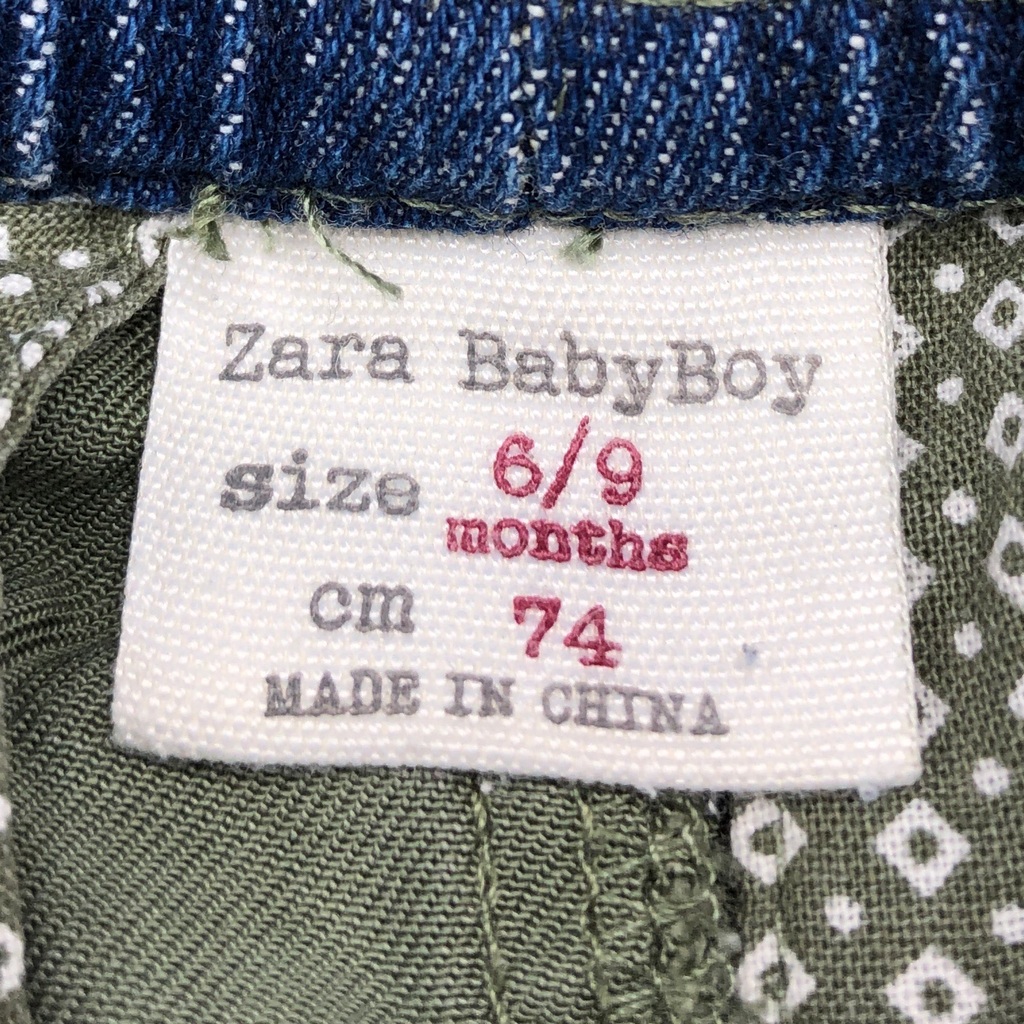 Zara BabyBoy
size 6/9
months
cm 74
MADE IN CHINA